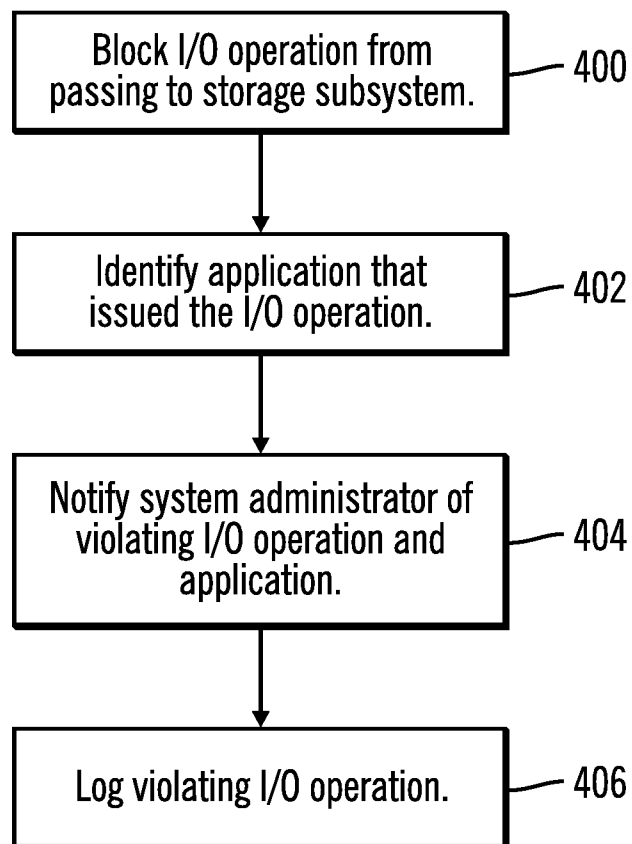 Block I/O operation from
passing to storage subsystem.
400
Identify application that
issued the I/O operation.
402
Notify system administrator of
violating I/O operation and
application.
404
Log violating I/O operation.
406